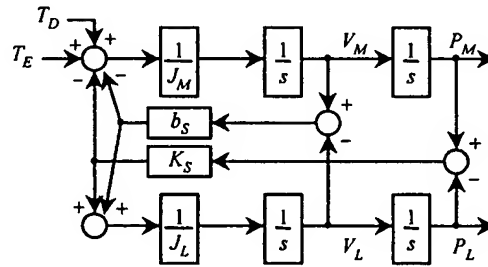 T_D
T_E + + 1/J_M 1/s V_M 1/s P_M
− − + +
b_S − −
K_S
+ + 1/J_L 1/s V_L 1/s P_L